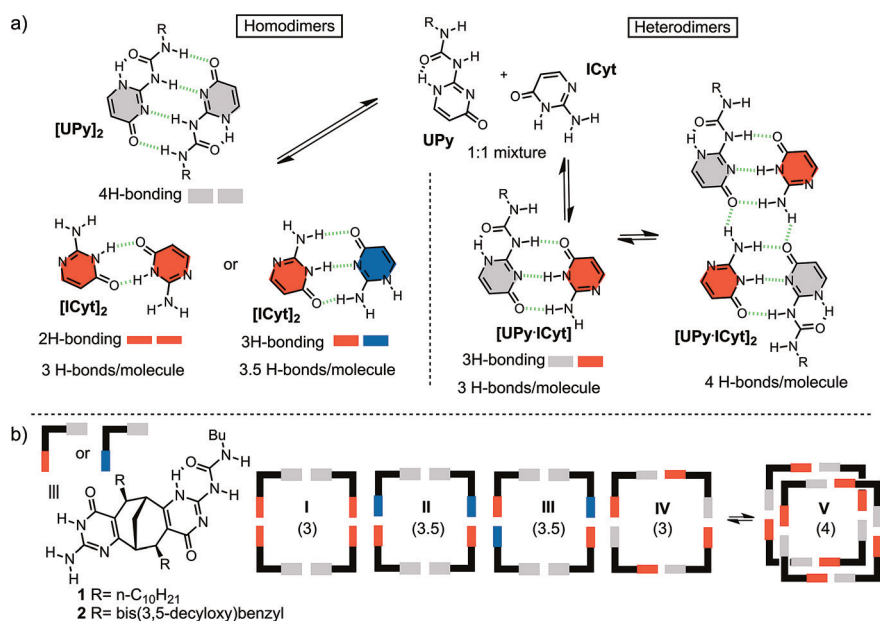 a)
Homodimers
Heterodimers
[UPy]₂
4H-bonding
UPy
+
ICyt
1:1 mixture
[ICyt]₂
or
[ICyt]₂
2H-bonding
3H-bonding
3 H-bonds/molecule
3.5 H-bonds/molecule
[UPy·ICyt]
3H-bonding
3 H-bonds/molecule
[UPy·ICyt]₂
4 H-bonds/molecule
b)
or
III
Bu
R
R
1 R= n-C₁₀H₂₁
2 R= bis(3,5-decyloxy)benzyl
I
(3)
II
(3.5)
III
(3.5)
IV
(3)
V
(4)